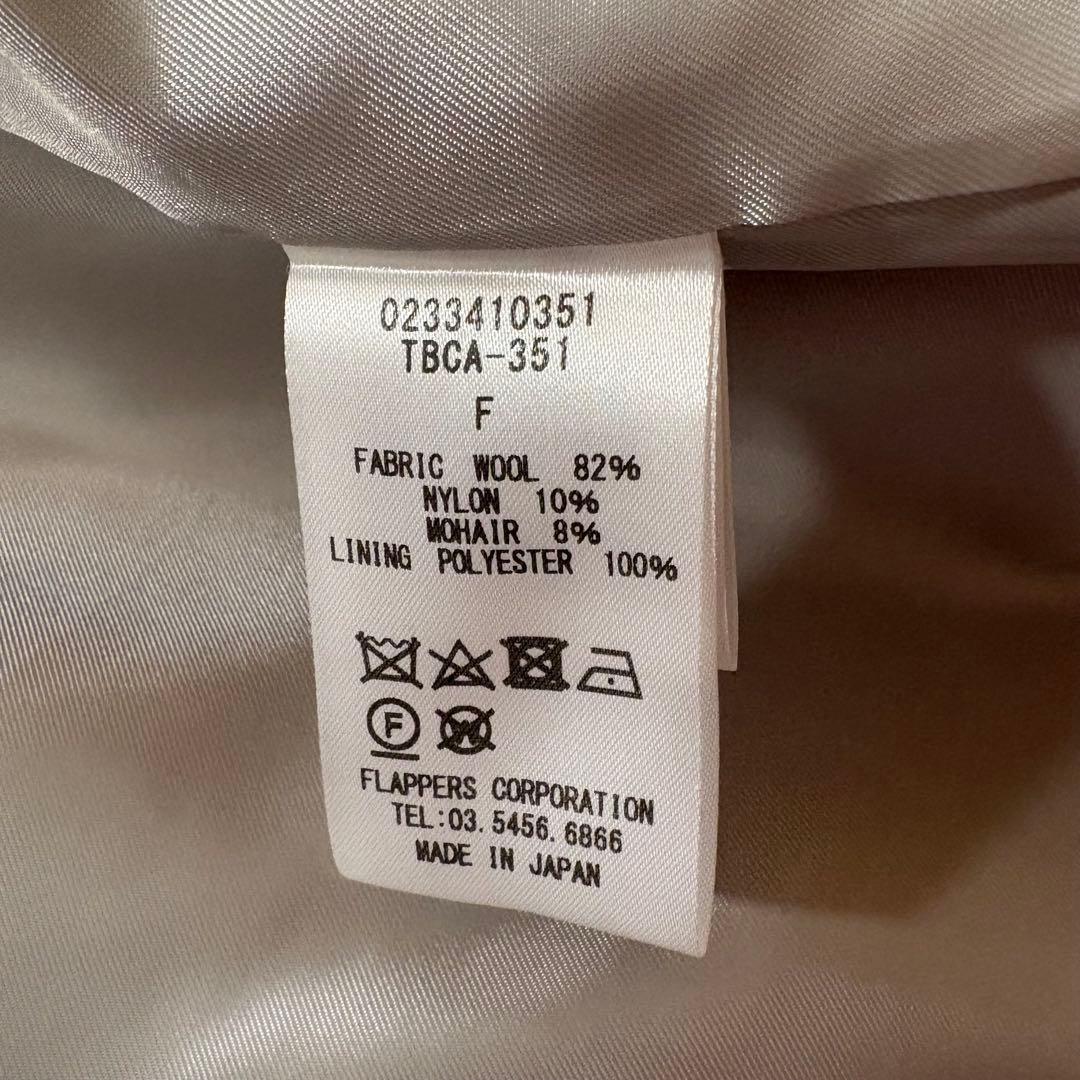 0233410351
TBCA-351
F
FABRIC WOOL 82%
NYLON 10%
MOHAIR 8%
LINING POLYESTER 100%
F W
FLAPPERS CORPORATION
TEL:03.5456.6866
MADE IN JAPAN